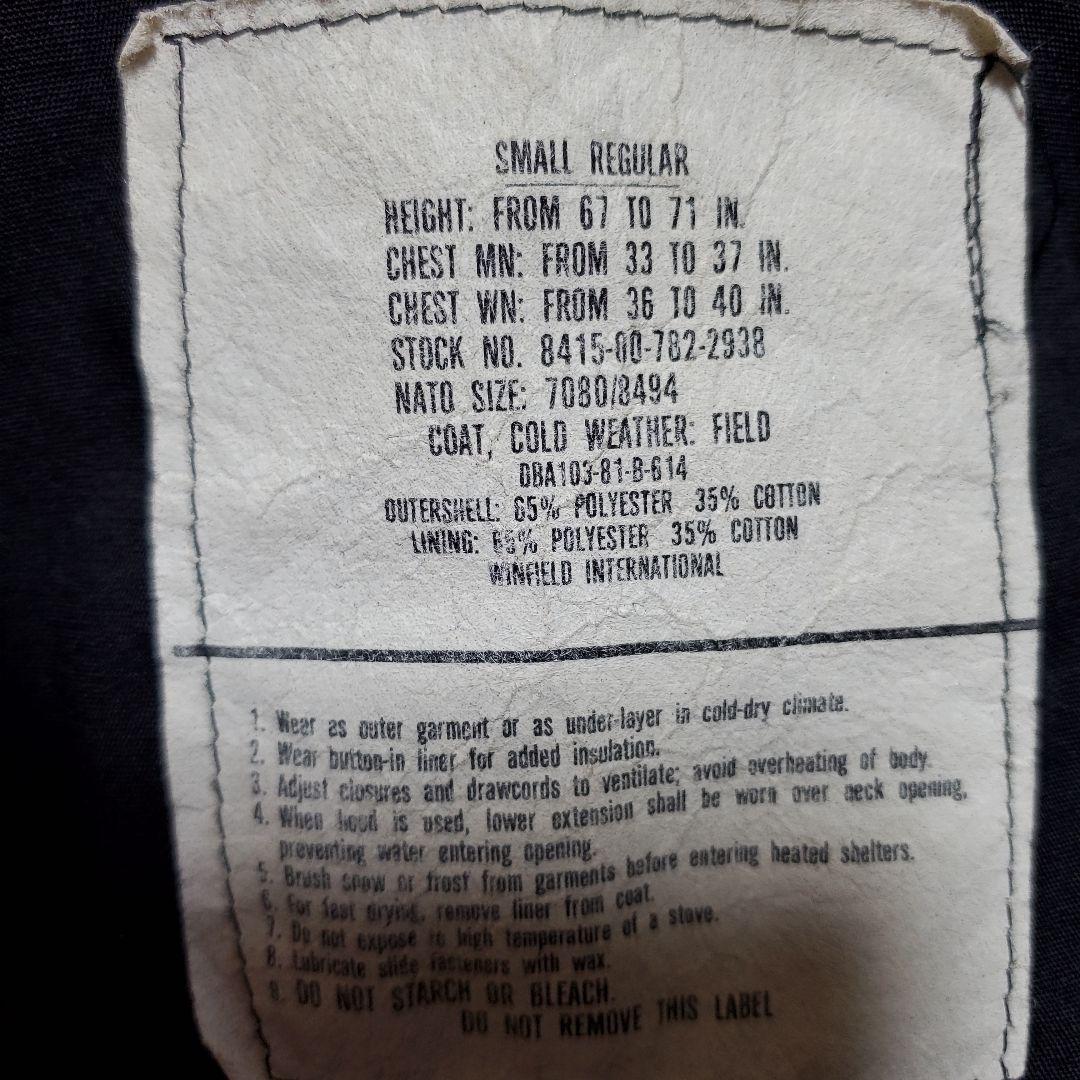 SMALL REGULAR
HEIGHT: FROM 67 TO 71 IN.
CHEST MN: FROM 33 TO 37 IN.
CHEST WN: FROM 36 TO 40 IN.
STOCK NO. 8415-00-782-2938
NATO SIZE: 7080/8494
COAT, COLD WEATHER: FIELD
DBA103-81-B-614
OUTERSHELL: 65% POLYESTER 35% COTTON
LINING: 65% POLYESTER 35% COTTON
WINFIELD INTERNATIONAL
1. Wear as outer garment or as under-layer in cold-dry climate.
2. Wear button-in liner for added insulation.
3. Adjust closures and drawcords to ventilate; avoid overheating of body.
4. When hood is used, lower extension shall be worn over neck opening,
preventing water entering opening.
5. Brush snow or frost from garments before entering heated shelters.
6. For fast drying, remove liner from coat.
7. Do not expose to high temperature of a stove.
8. Lubricate slide fasteners with wax.
9. DO NOT STARCH OR BLEACH.
DO NOT REMOVE THIS LABEL